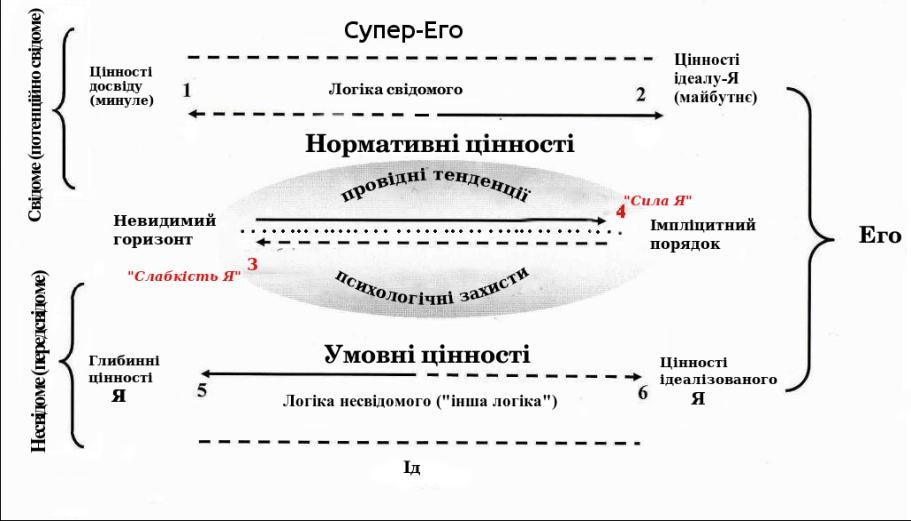 Супер-Его
Свідоме (потенційно свідоме)
Цінності
досвіду
(минуле)
1
Логіка свідомого
2
Цінності
ідеалу-Я
(майбутнє)
Нормативні цінності
провідні тенденції
"Сила Я"
4
Невидимий
горизонт
Імпліцитний
порядок
Его
3
"Слабкість Я"
психологічні захисти
Несвідоме (передсвідоме)
Умовні цінності
Глибинні
цінності
Я
5
6
Цінності
ідеалізованого
Я
Логіка несвідомого ("інша логіка")
Ід